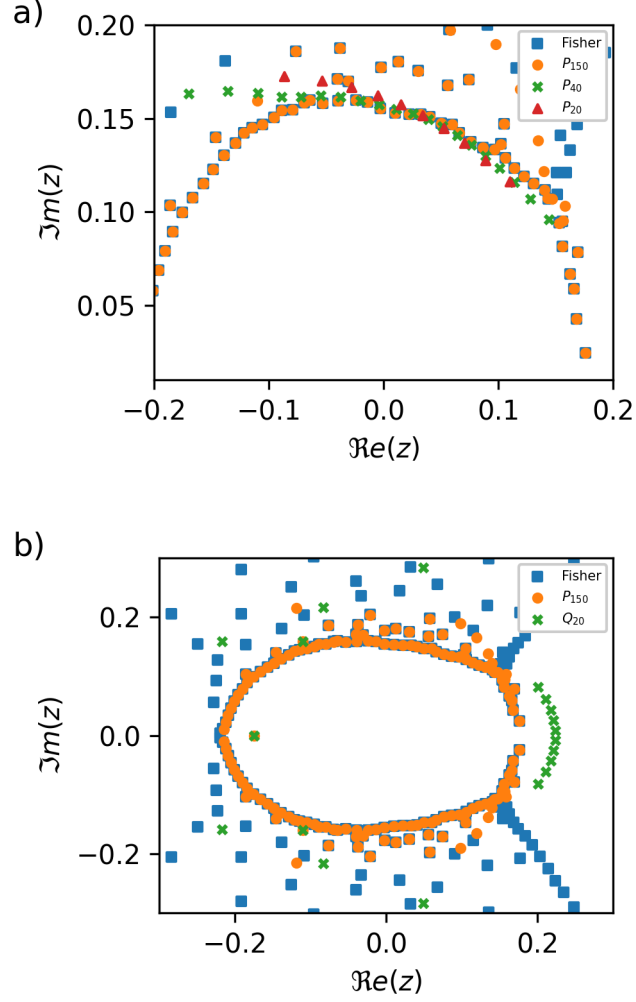 a)
0.20
0.15
0.10
0.05
ℑm(z)
−0.2
−0.1
0.0
0.1
0.2
ℜe(z)
Fisher
P₁₅₀
P₄₀
P₂₀
b)
0.2
0.0
−0.2
ℑm(z)
−0.2
0.0
0.2
ℜe(z)
Fisher
P₁₅₀
Q₂₀